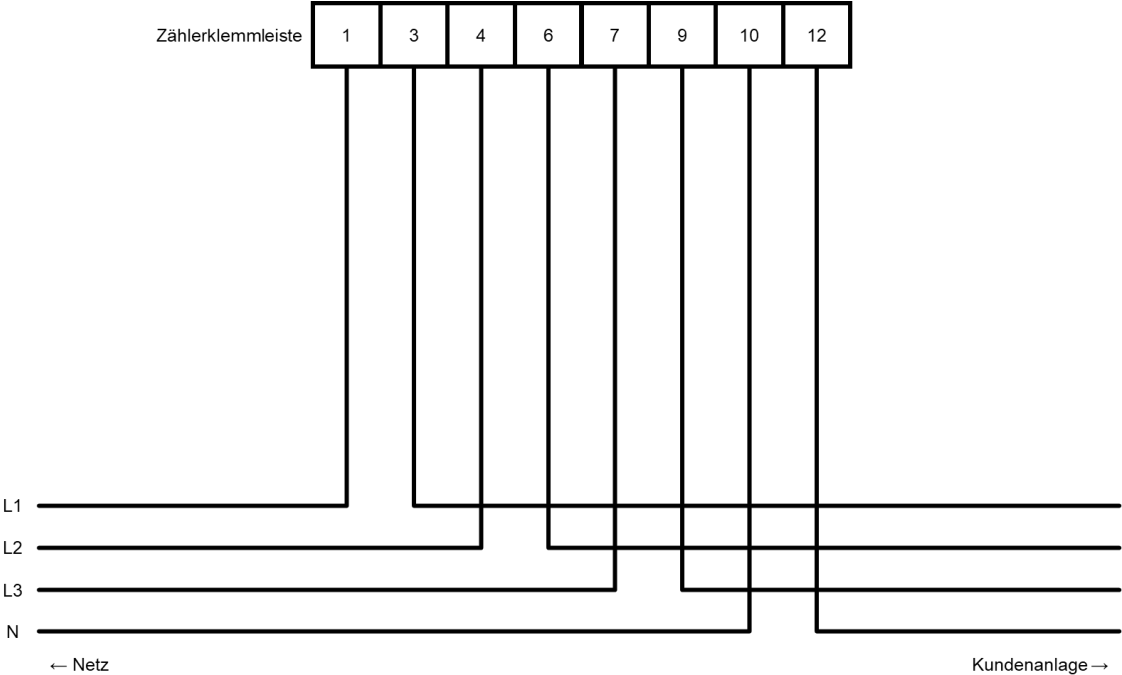 Zählerklemmleiste 1 3 4 6 7 9 10 12
L1
L2
L3
N
← Netz Kundenanlage →